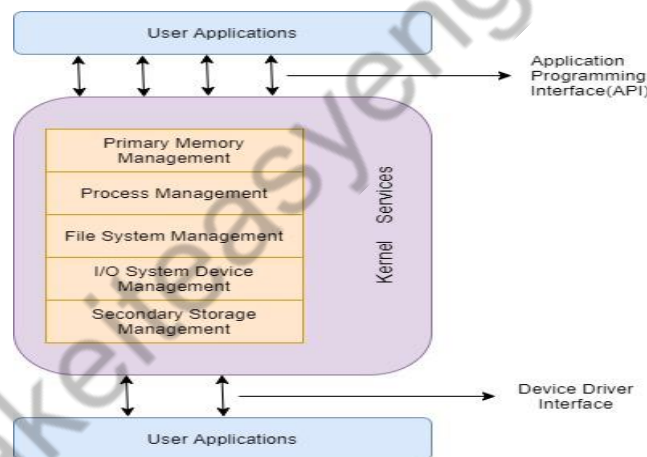 User Applications
Application
Programming
Interface(API)
Primary Memory
Management
Process Management
File System Management
I/O System Device
Management
Secondary Storage
Management
Kernel Services
Device Driver
Interface
User Applications
akeiteasyeng